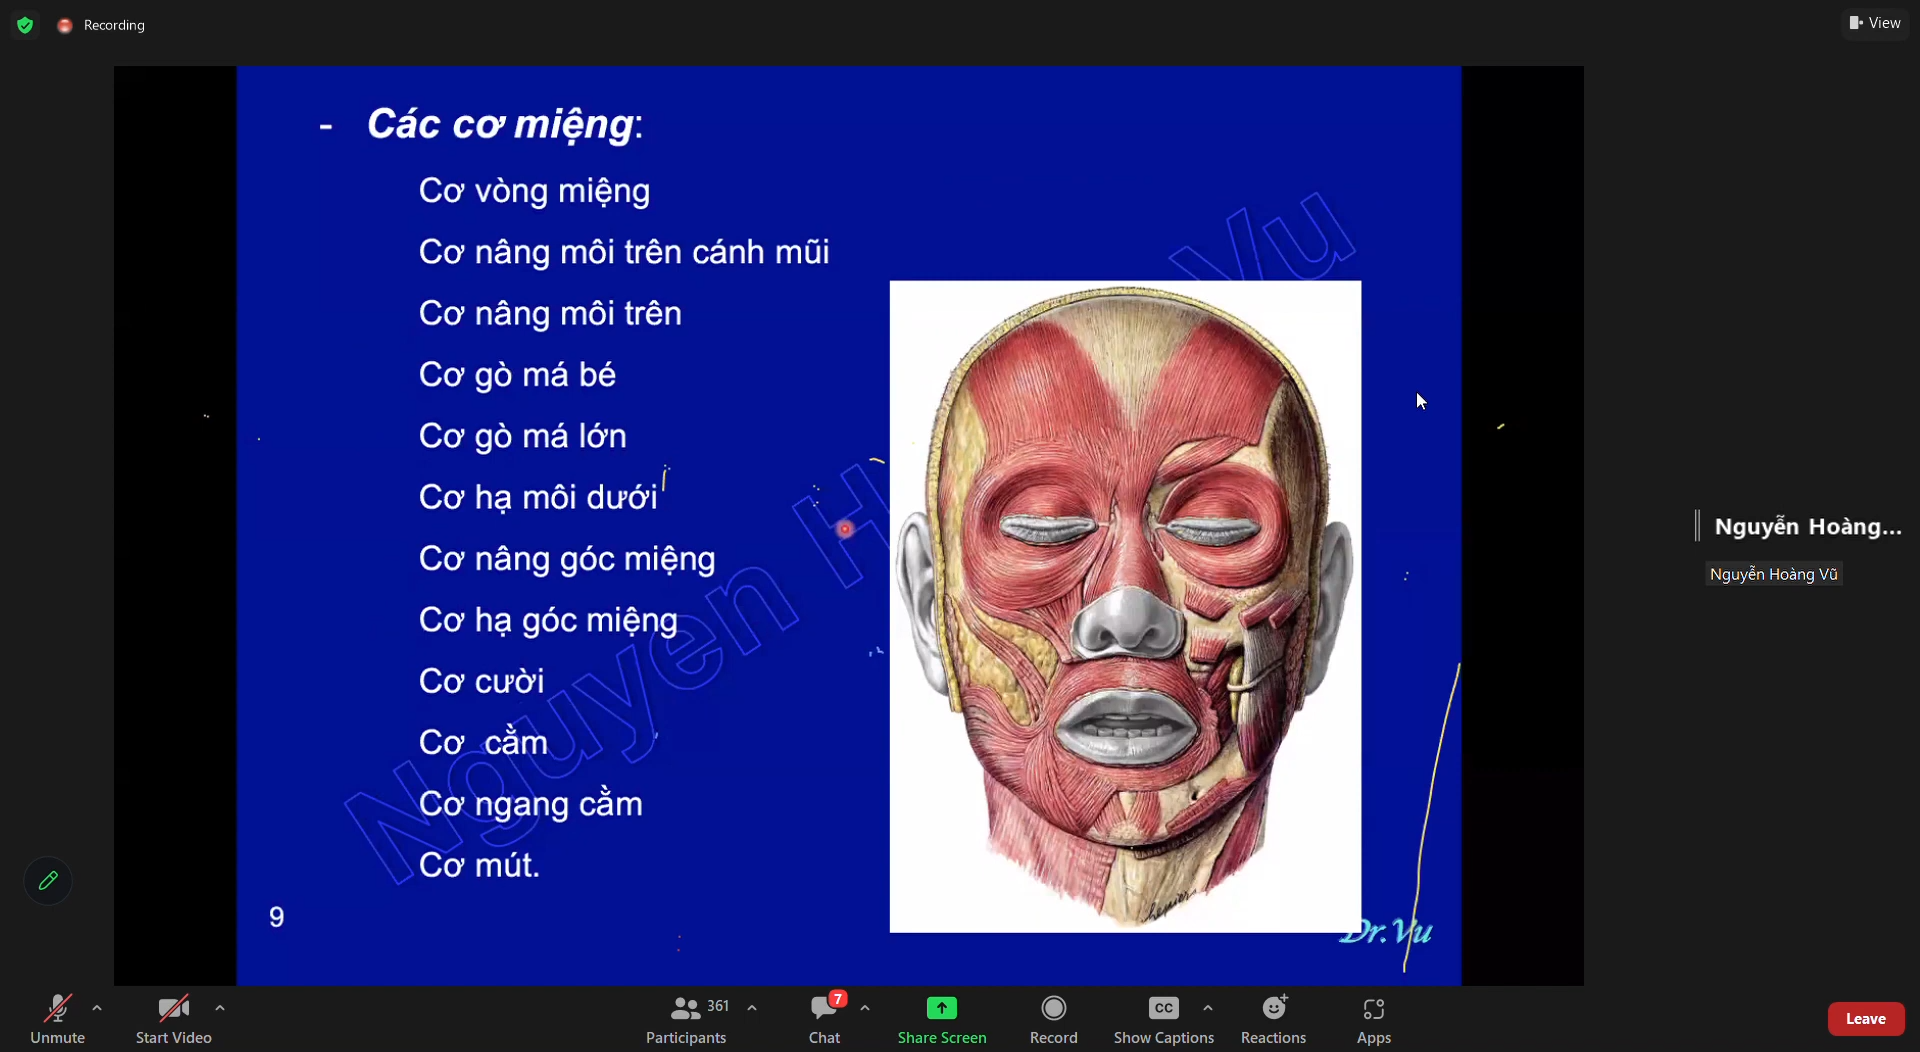 Recording
View
- Các cơ miệng:
Cơ vòng miệng
Cơ nâng môi trên cánh mũi
Cơ nâng môi trên
Cơ gò má bé
Cơ gò má lớn
Cơ hạ môi dưới
Cơ nâng góc miệng
Cơ hạ góc miệng
Cơ cười
Cơ cằm
Cơ ngang cằm
Cơ mút.
9
Nguyen H
Vu
Dr.Vu
Nguyễn Hoàng...
Nguyễn Hoàng Vũ
Unmute
Start Video
361
Participants
7
Chat
Share Screen
Record
CC
Show Captions
Reactions
Apps
Leave